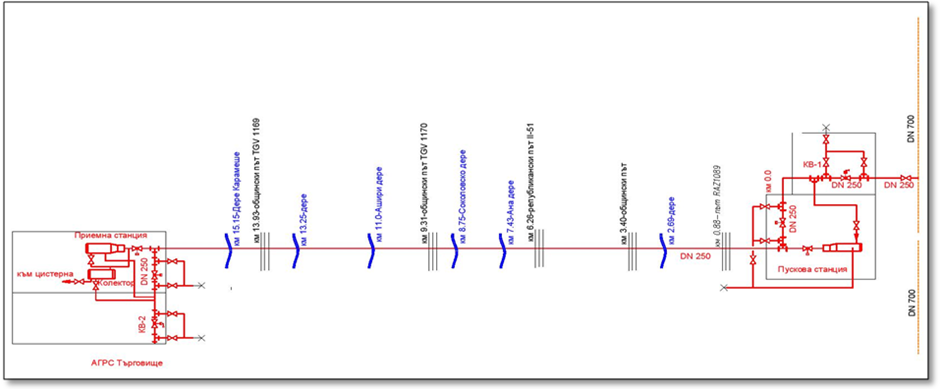 Приемна станция
към цистерна
Колектор
DN 250
КВ-2
АГРС Търговище
км 15.15-Дере Карамеше
км 13.93-общински път TGV 1169
км 13.25-дере
км 11.0-Ашири дере
км 9.31-общински път TGV 1170
км 8.75-Соколовско дере
км 7.43-Ана дере
км 6.26-републикански път II-51
км 3.40-общински път
км 2.69-дере
DN 250
км 0.88-път RAZ1089
км 0.0
DN 250
КВ-1
DN 250
DN 250
Пускова станция
DN 700
DN 700